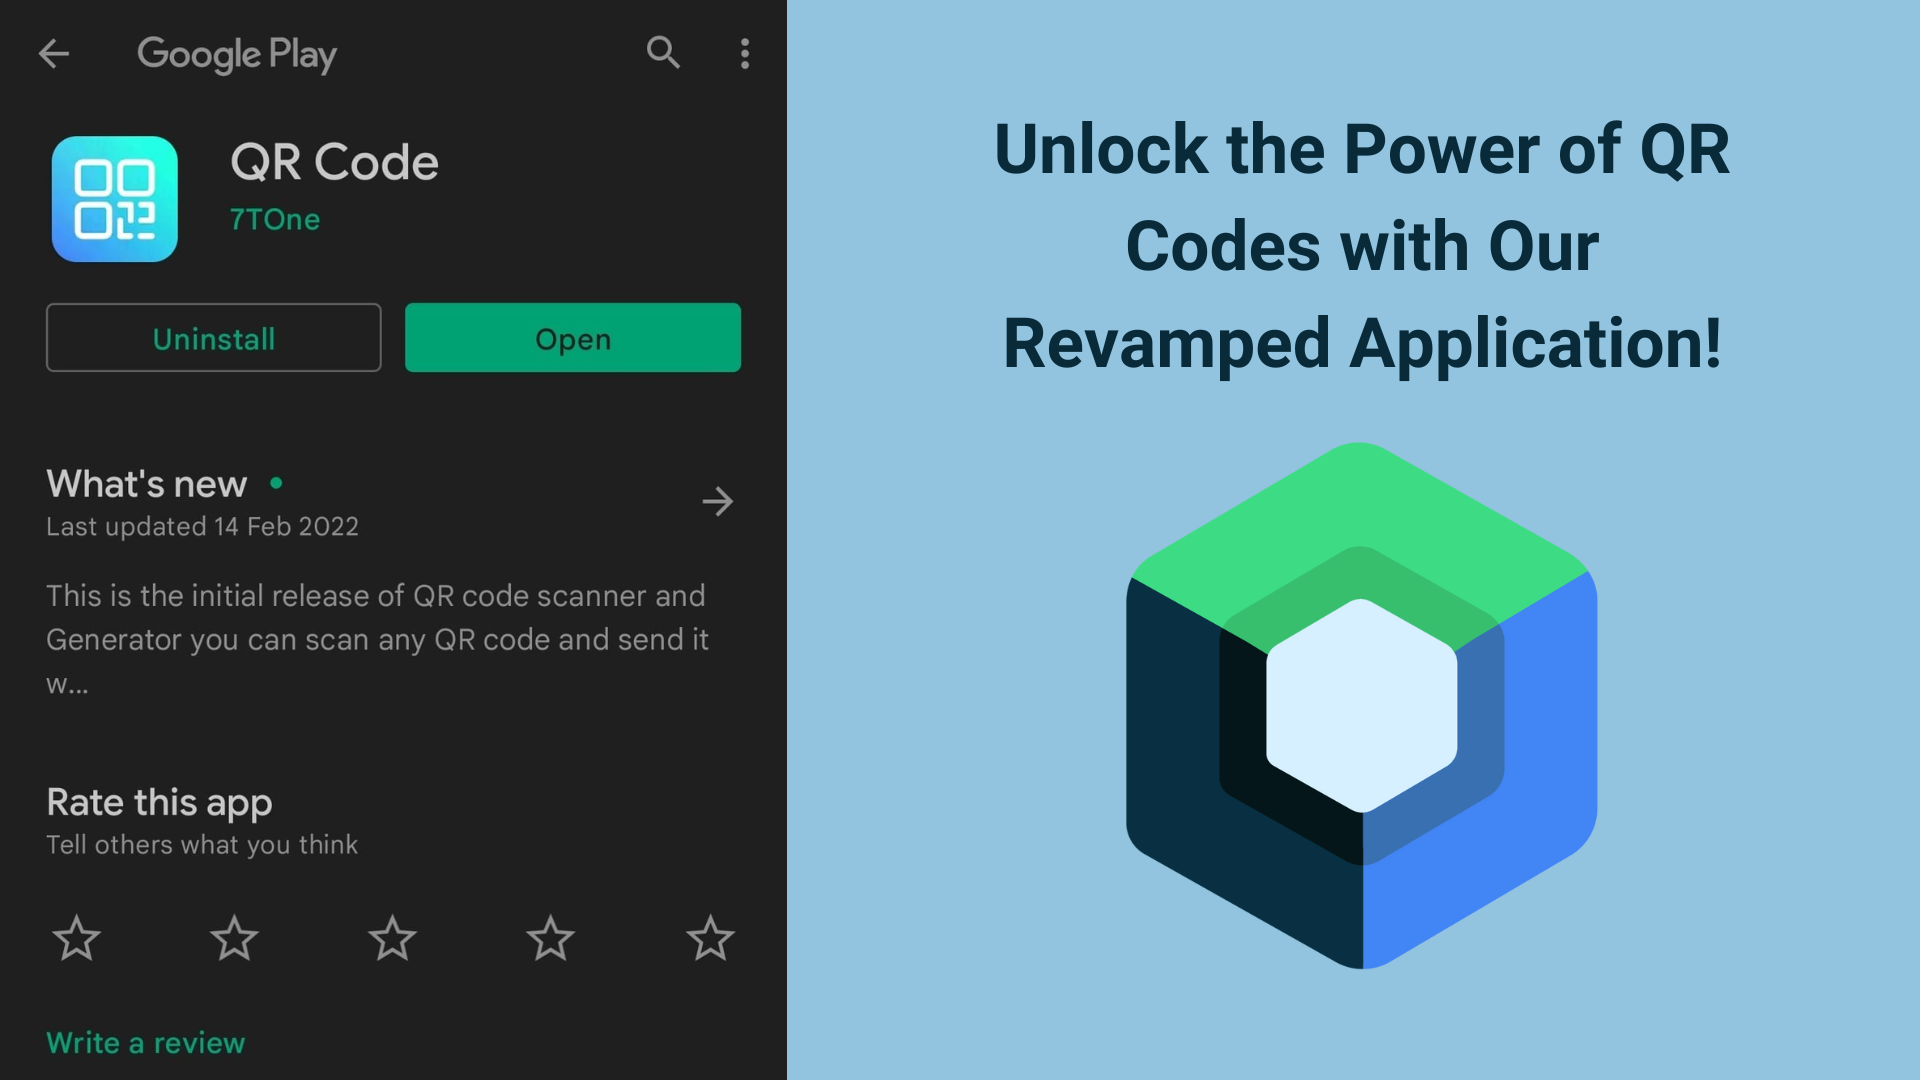 Google Play
QR Code
7TOne
Uninstall
Open
What's new
Last updated 14 Feb 2022
This is the initial release of QR code scanner and
Generator you can scan any QR code and send it
w...
Rate this app
Tell others what you think
Write a review
Unlock the Power of QR
Codes with Our
Revamped Application!